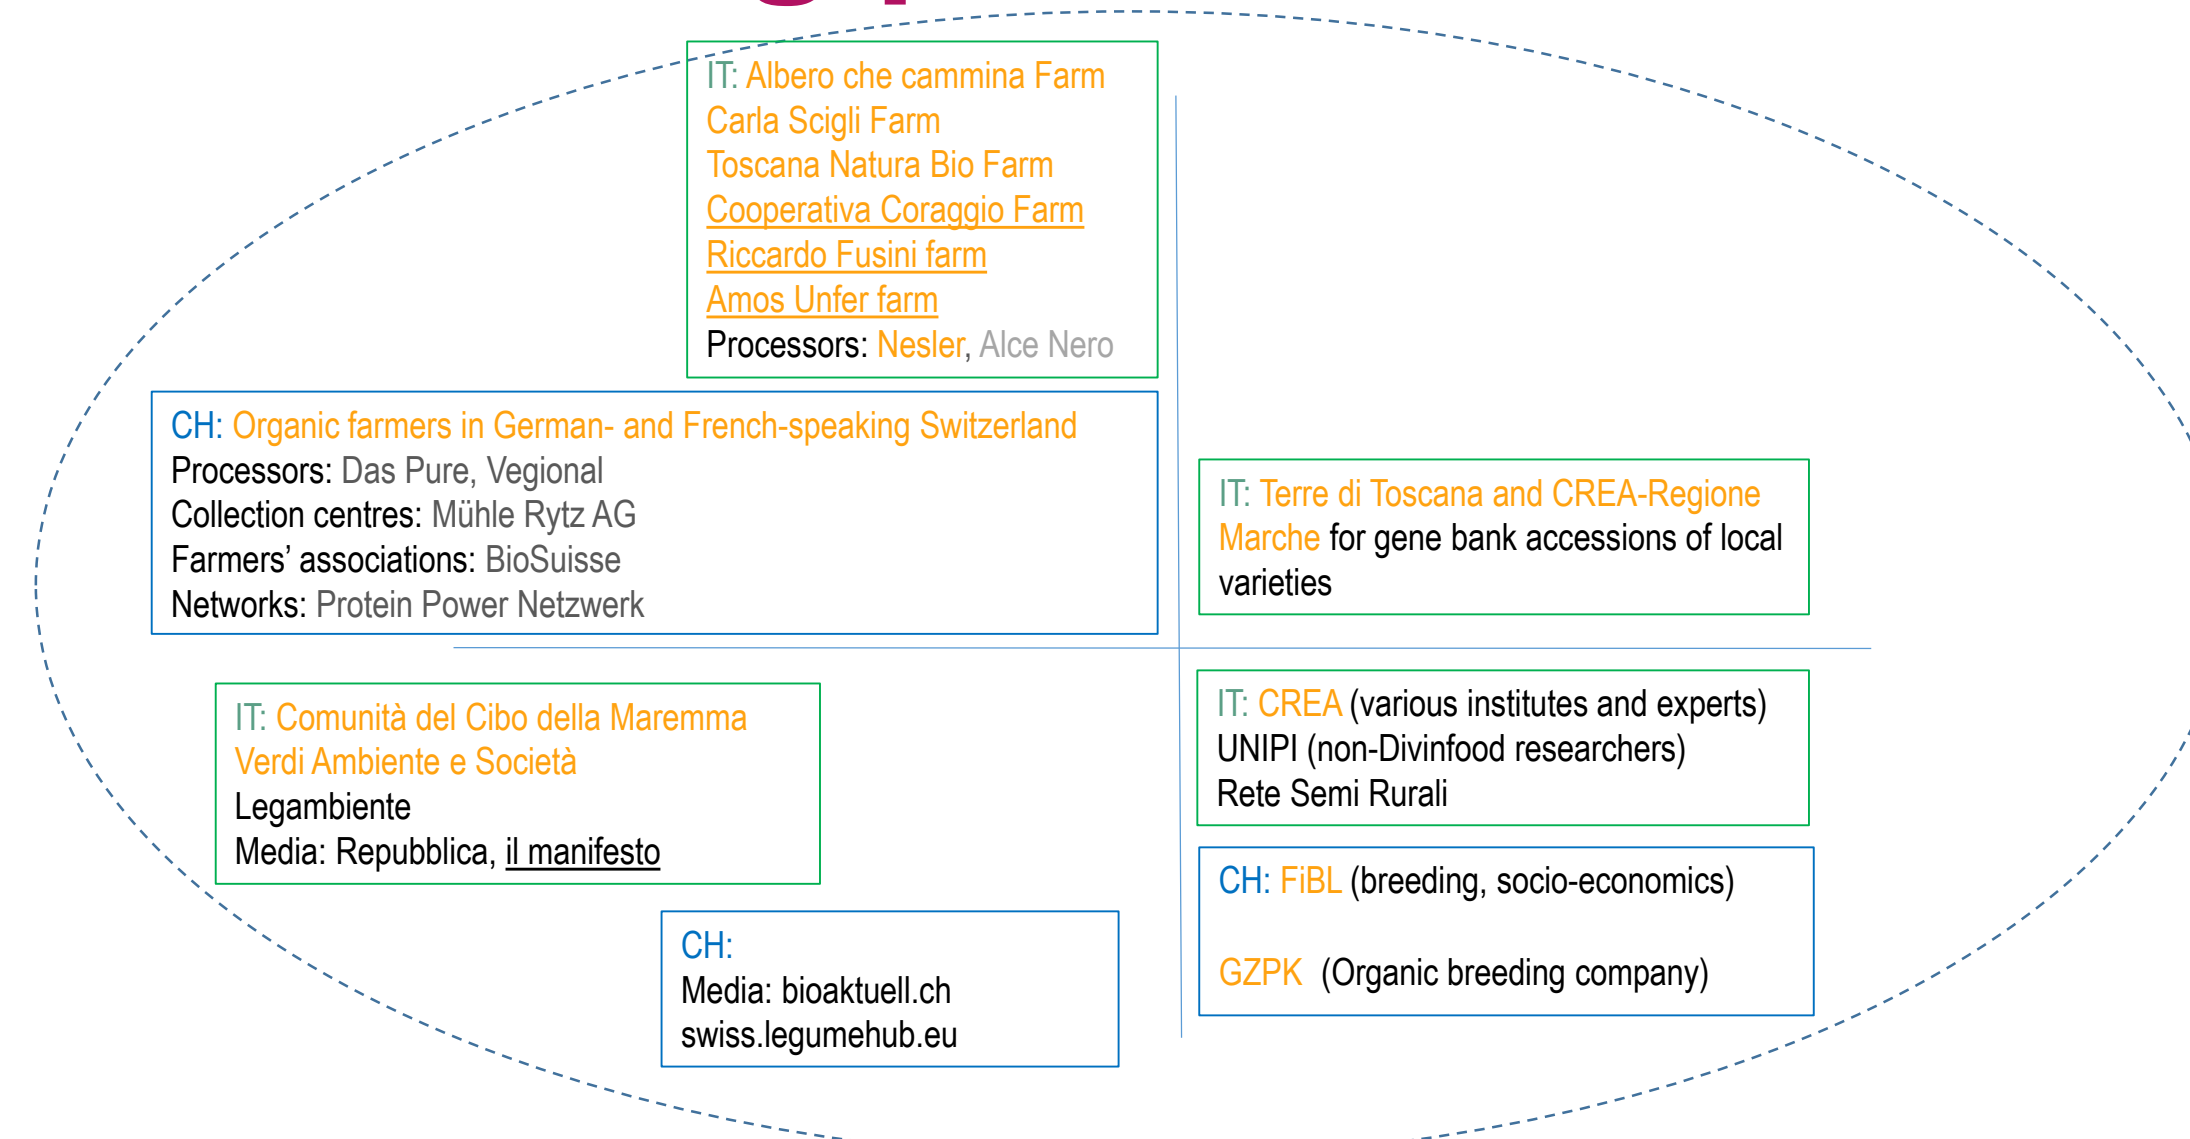 IT: Albero che cammina Farm
Carla Scigli Farm
Toscana Natura Bio Farm
Cooperativa Coraggio Farm
Riccardo Fusini farm
Amos Unfer farm
Processors: Nesler, Alce Nero
CH: Organic farmers in German- and French-speaking Switzerland
Processors: Das Pure, Vegional
Collection centres: Mühle Rytz AG
Farmers’ associations: BioSuisse
Networks: Protein Power Netzwerk
IT: Terre di Toscana and CREA-Regione
Marche for gene bank accessions of local
varieties
IT: Comunità del Cibo della Maremma
Verdi Ambiente e Società
Legambiente
Media: Repubblica, il manifesto
IT: CREA (various institutes and experts)
UNIPI (non-Divinfood researchers)
Rete Semi Rurali
CH: FiBL (breeding, socio-economics)
GZPK (Organic breeding company)
CH:
Media: bioaktuell.ch
swiss.legumehub.eu